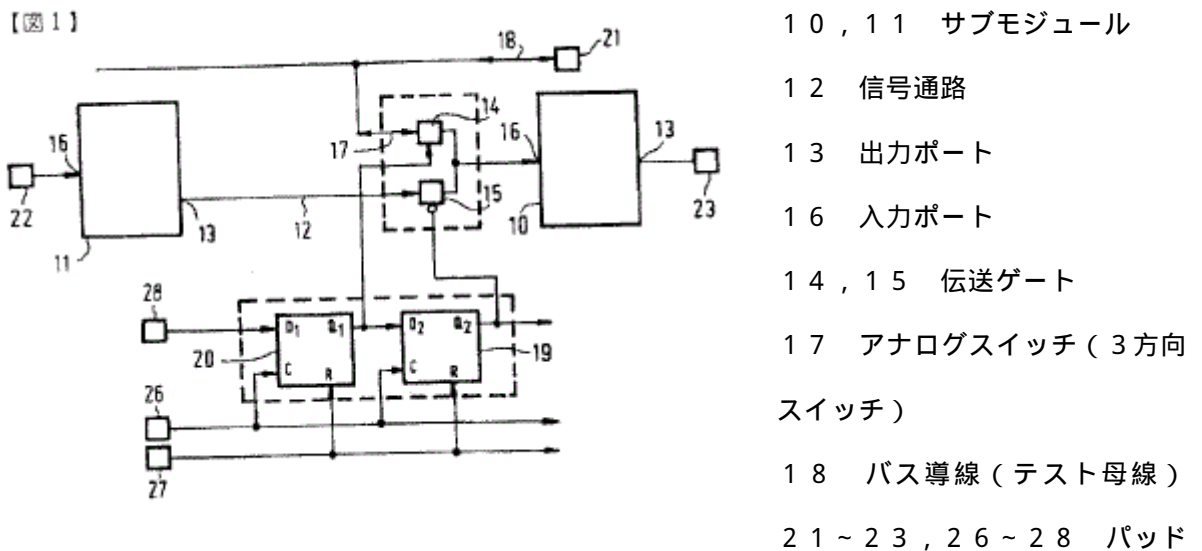 【図1】
18
21
14
16
13
17
16
15
22
13
12
10
23
11
28
D1 Q1
D2 Q2
20
19
C
R
C
R
26
27
10,11 サブモジュール
12 信号通路
13 出力ポート
16 入力ポート
14,15 伝送ゲート
17 アナログスイッチ(3方向
スイッチ)
18 バス導線(テスト母線)
21~23,26~28 パッド